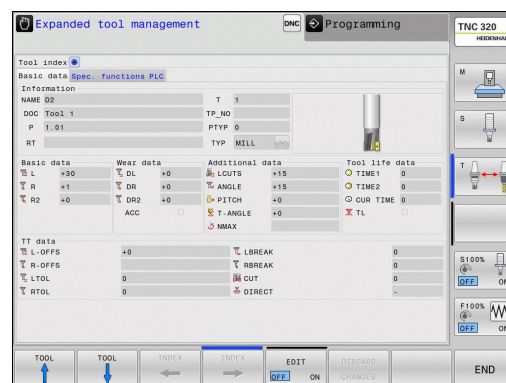 Expanded tool management DNC Programming
TNC 320
HEIDENHAI
Tool index
Basic data Spec. functions PLC
Information
NAME D2 T 1
DOC Tool 1 TP_NO
P 1.01 PTYP 0
RT TYP MILL
Basic data Wear data Additional data Tool life data
L +30 DL +0 LCUTS +15 TIME1 0
R +1 DR +0 ANGLE +15 TIME2 0
R2 +0 DR2 +0 PITCH +0 CUR TIME 0
ACC T-ANGLE +0 TL
NMAX
TT data
L-OFFS +0 LBREAK 0
R-OFFS RBREAK 0
LTOL 0 CUT 0
RTOL 0 DIRECT -
M
S
T
S100%
OFF ON
F100%
OFF ON
TOOL TOOL INDEX INDEX EDIT DISCARD
OFF ON CHANGES
END